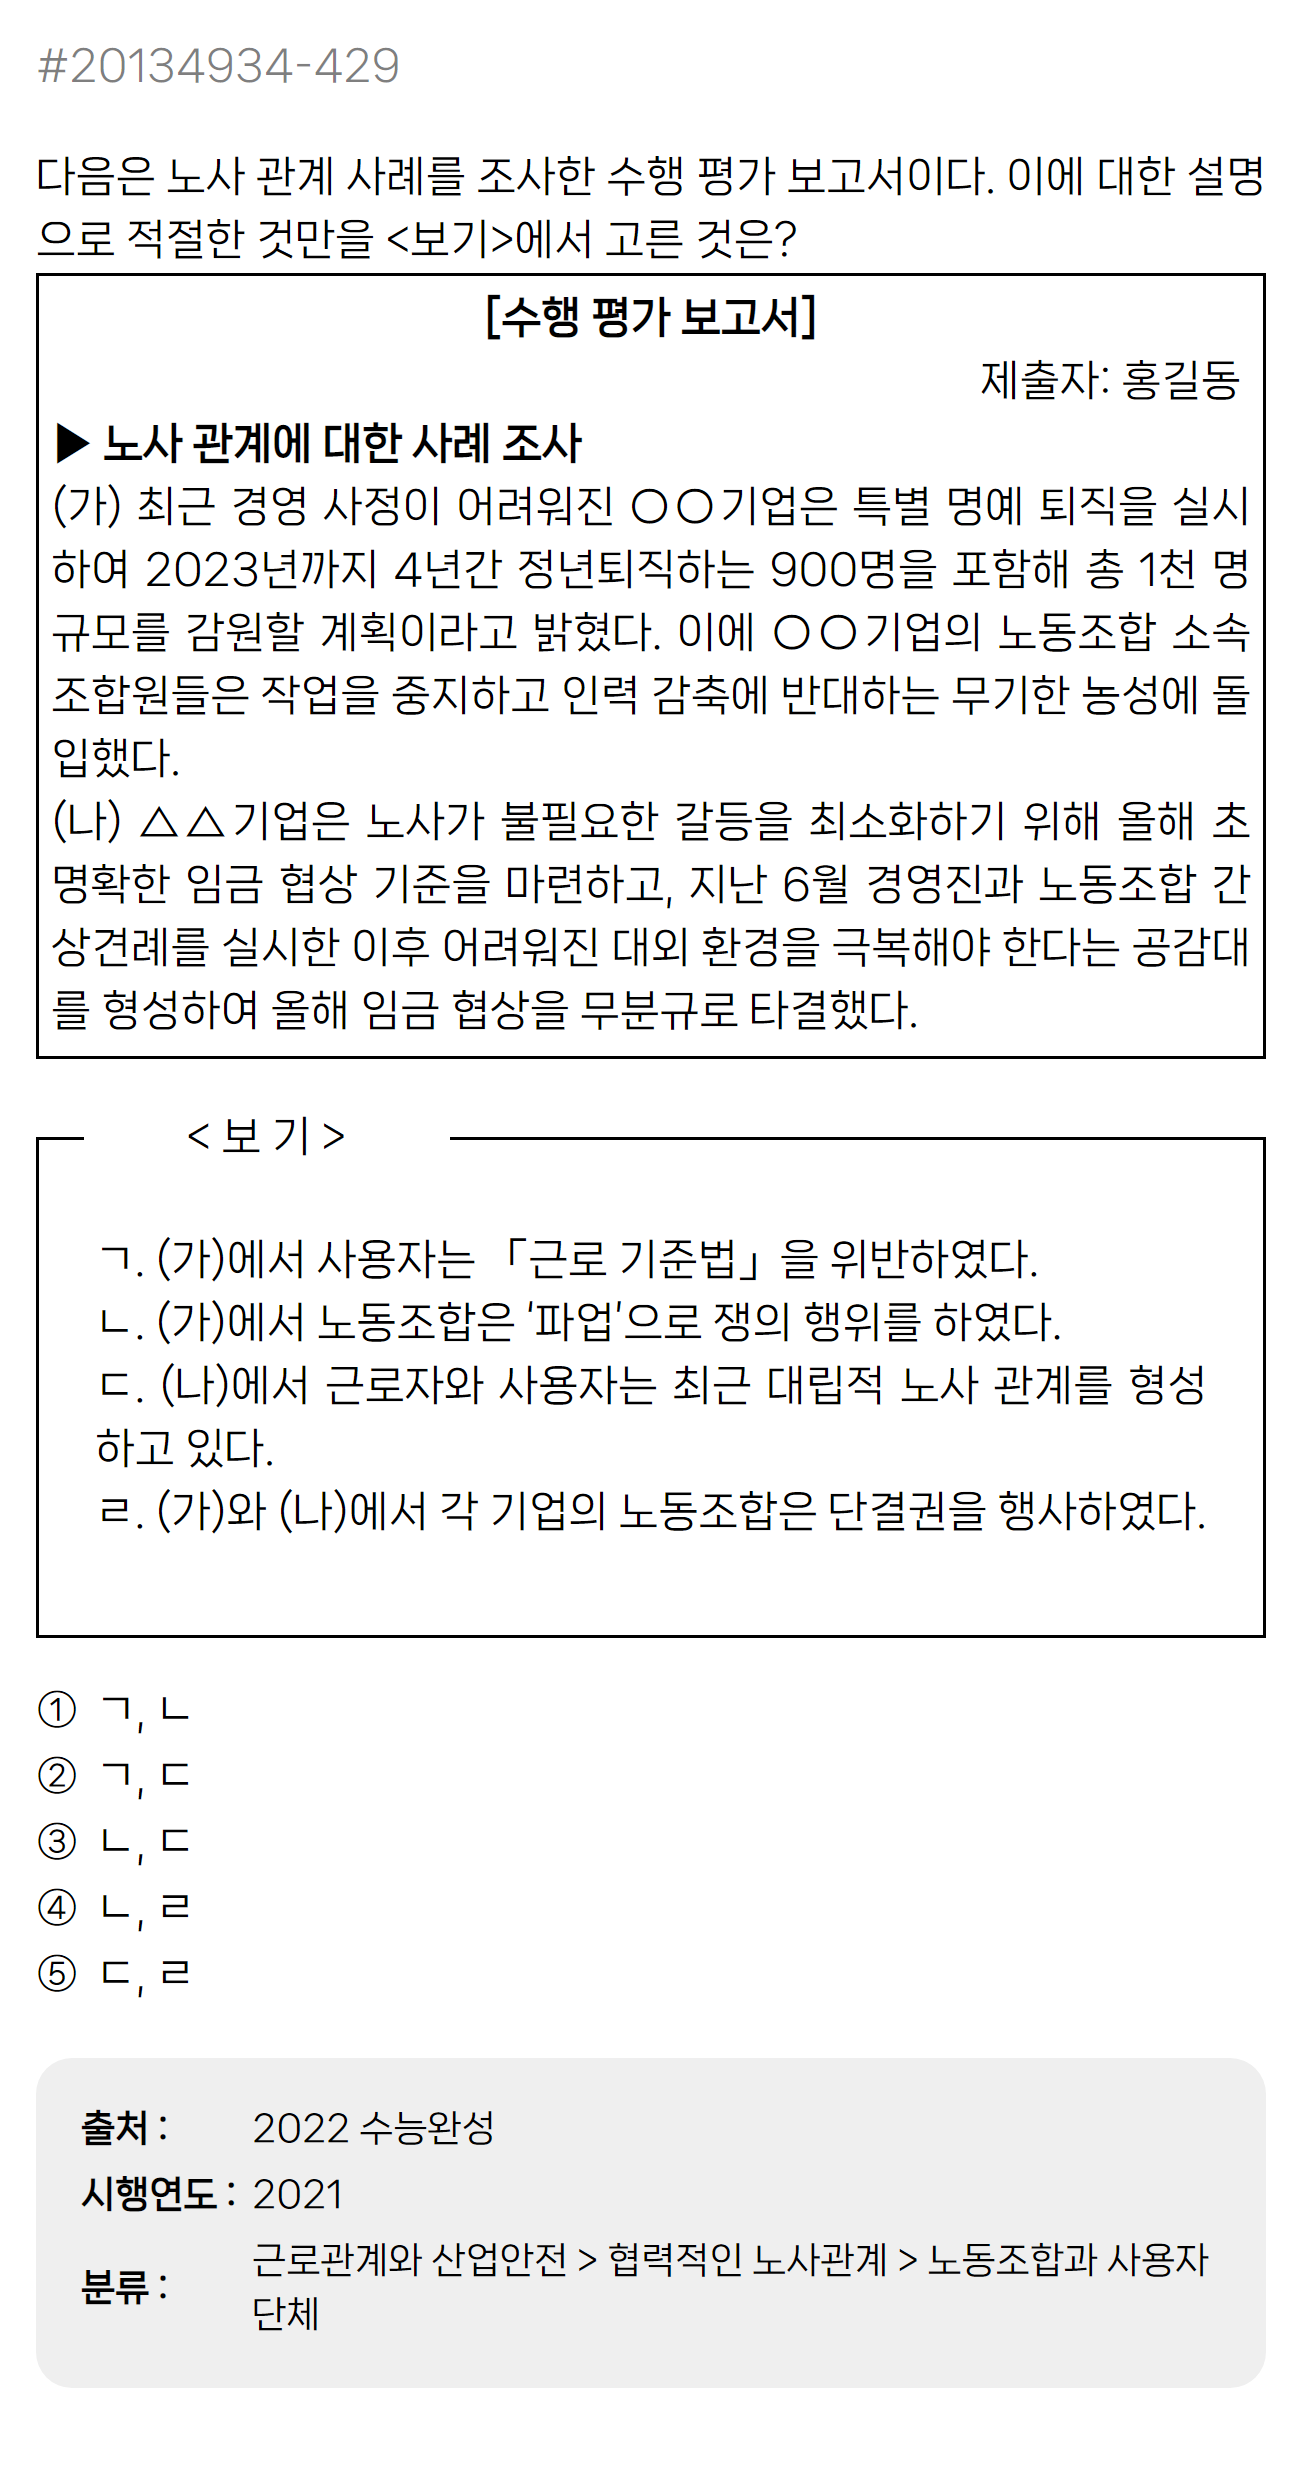 #20134934-429
다음은 노사 관계 사례를 조사한 수행 평가 보고서이다. 이에 대한 설명
으로 적절한 것만을 <보기>에서 고른 것은?
[수행 평가 보고서]
제출자: 홍길동
▶ 노사 관계에 대한 사례 조사
(가) 최근 경영 사정이 어려워진 ○○기업은 특별 명예 퇴직을 실시
하여 2023년까지 4년간 정년퇴직하는 900명을 포함해 총 1천 명
규모를 감원할 계획이라고 밝혔다. 이에 ○○기업의 노동조합 소속
조합원들은 작업을 중지하고 인력 감축에 반대하는 무기한 농성에 돌
입했다.
(나) △△기업은 노사가 불필요한 갈등을 최소화하기 위해 올해 초
명확한 임금 협상 기준을 마련하고, 지난 6월 경영진과 노동조합 간
상견례를 실시한 이후 어려워진 대외 환경을 극복해야 한다는 공감대
를 형성하여 올해 임금 협상을 무분규로 타결했다.
< 보 기 >
ㄱ. (가)에서 사용자는 「근로 기준법」을 위반하였다.
ㄴ. (가)에서 노동조합은 '파업'으로 쟁의 행위를 하였다.
ㄷ. (나)에서 근로자와 사용자는 최근 대립적 노사 관계를 형성
하고 있다.
ㄹ. (가)와 (나)에서 각 기업의 노동조합은 단결권을 행사하였다.
① ㄱ, ㄴ
② ㄱ, ㄷ
③ ㄴ, ㄷ
④ ㄴ, ㄹ
⑤ ㄷ, ㄹ
출처 : 2022 수능완성
시행연도 : 2021
분류 : 근로관계와 산업안전 > 협력적인 노사관계 > 노동조합과 사용자
단체